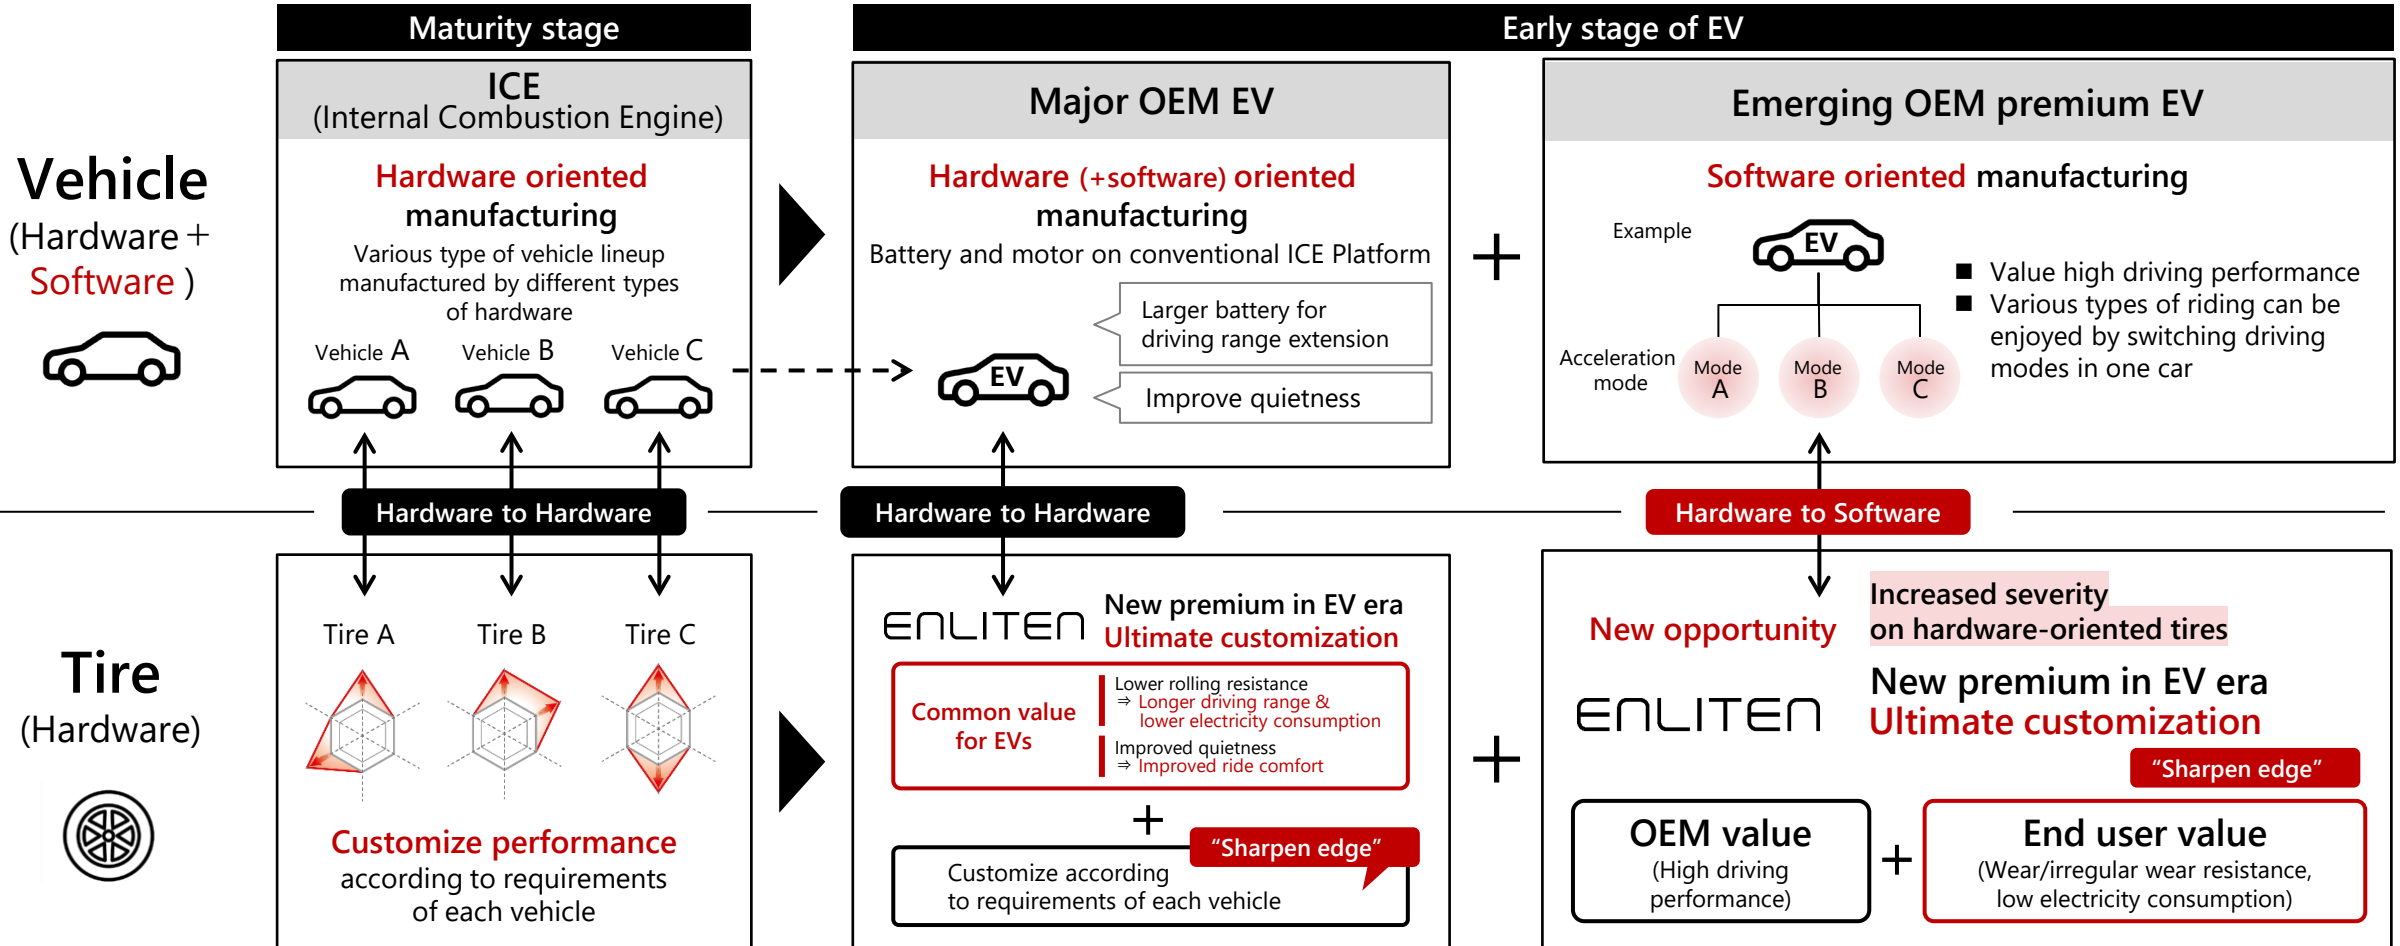 Maturity stage
Early stage of EV
Vehicle
(Hardware+
Software )
ICE
(Internal Combustion Engine)
Hardware oriented
manufacturing
Various type of vehicle lineup
manufactured by different types
of hardware
Vehicle A
Vehicle B
Vehicle C
Major OEM EV
Hardware (+software) oriented
manufacturing
Battery and motor on conventional ICE Platform
Larger battery for
driving range extension
EV
Improve quietness
+
Emerging OEM premium EV
Software oriented manufacturing
Example
EV
Acceleration
mode
Mode
A
Mode
B
Mode
C
■ Value high driving performance
■ Various types of riding can be
enjoyed by switching driving
modes in one car
Hardware to Hardware
Hardware to Hardware
Hardware to Software
Tire
(Hardware)
Tire A
Tire B
Tire C
Customize performance
according to requirements
of each vehicle
ENLITEN
New premium in EV era
Ultimate customization
Common value
for EVs
Lower rolling resistance
⇒ Longer driving range &
lower electricity consumption
Improved quietness
⇒ Improved ride comfort
+
"Sharpen edge"
Customize according
to requirements of each vehicle
+
New opportunity
Increased severity
on hardware-oriented tires
ENLITEN
New premium in EV era
Ultimate customization
"Sharpen edge"
OEM value
(High driving
performance)
+
End user value
(Wear/irregular wear resistance,
low electricity consumption)